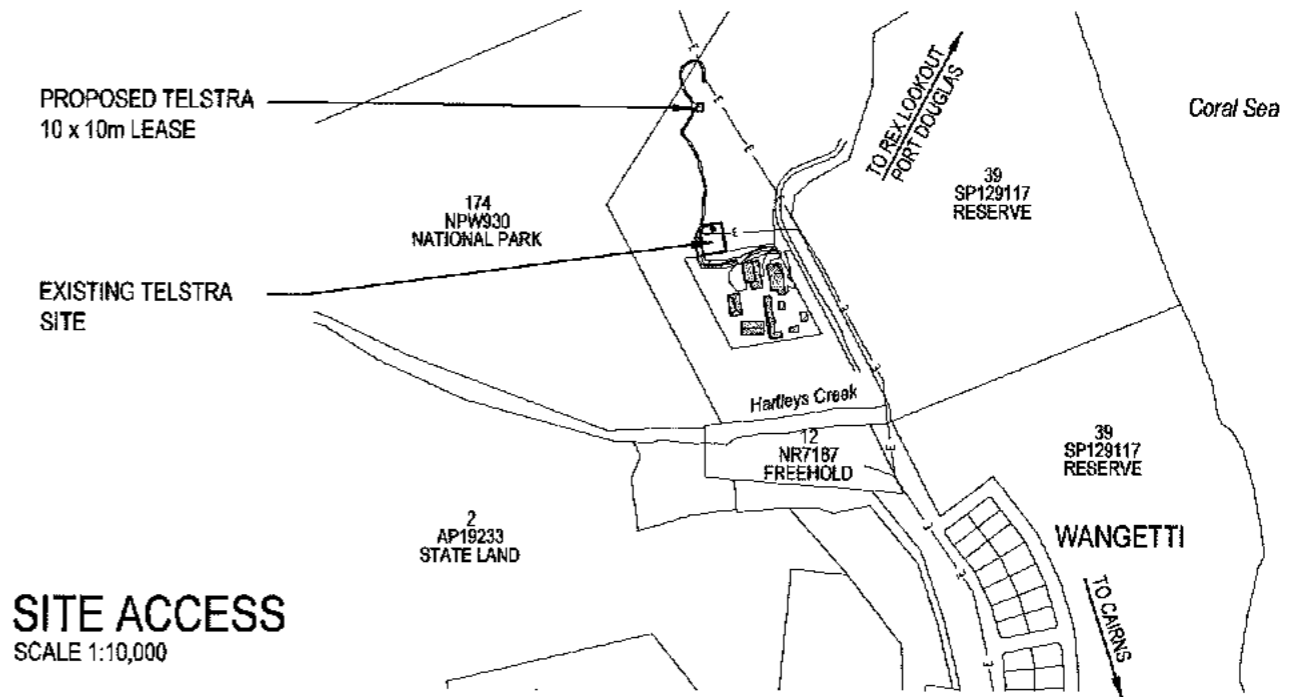 PROPOSED TELSTRA
10 x 10m LEASE
TO REX LOOKOUT
PORT DOUGLAS
Coral Sea
39
SP129117
RESERVE
174
NPW930
NATIONAL PARK
EXISTING TELSTRA
SITE
Hartleys Creek
12
NR7187
FREEHOLD
39
SP129117
RESERVE
2
AP19233
STATE LAND
WANGETTI
TO CAIRNS
SITE ACCESS
SCALE 1:10,000
E
E
E
E
E
E
E
E
E